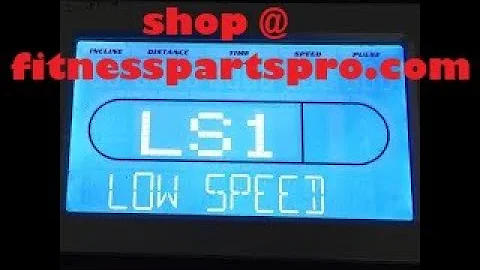 shop @
INCLINE DISTANCE TIME SPEED PULSE
fitnesspartspro.com
LS1
LOW SPEED